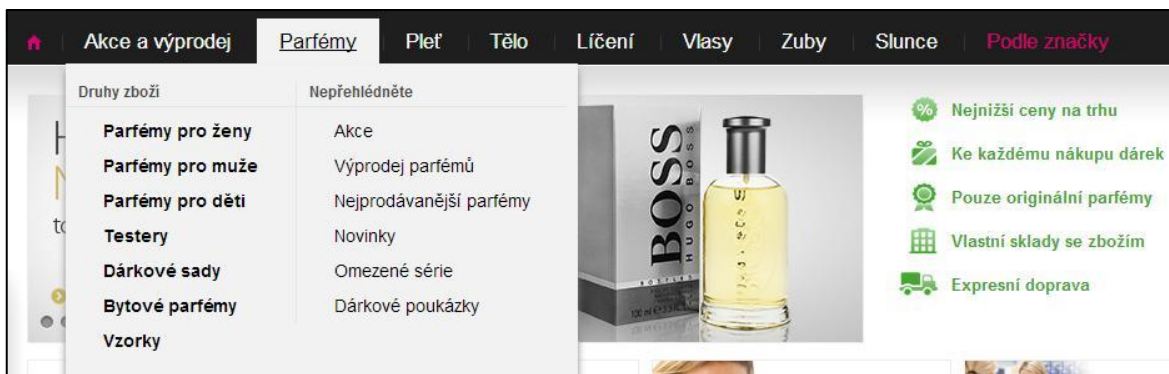 Akce a výprodej Parfémy Pleť Tělo Líčení Vlasy Zuby Slunce Podle značky
Druhy zboží
Parfémy pro ženy
Parfémy pro muže
Parfémy pro děti
Testery
Dárkové sady
Bytové parfémy
Vzorky
Nepřehlédněte
Akce
Výprodej parfémů
Nejprodávanější parfémy
Novinky
Omezené série
Dárkové poukázky
BOSS
HUGO BOSS
BOTTLED
Nejnižší ceny na trhu
Ke každému nákupu dárek
Pouze originální parfémy
Vlastní sklady se zbožím
Expresní doprava